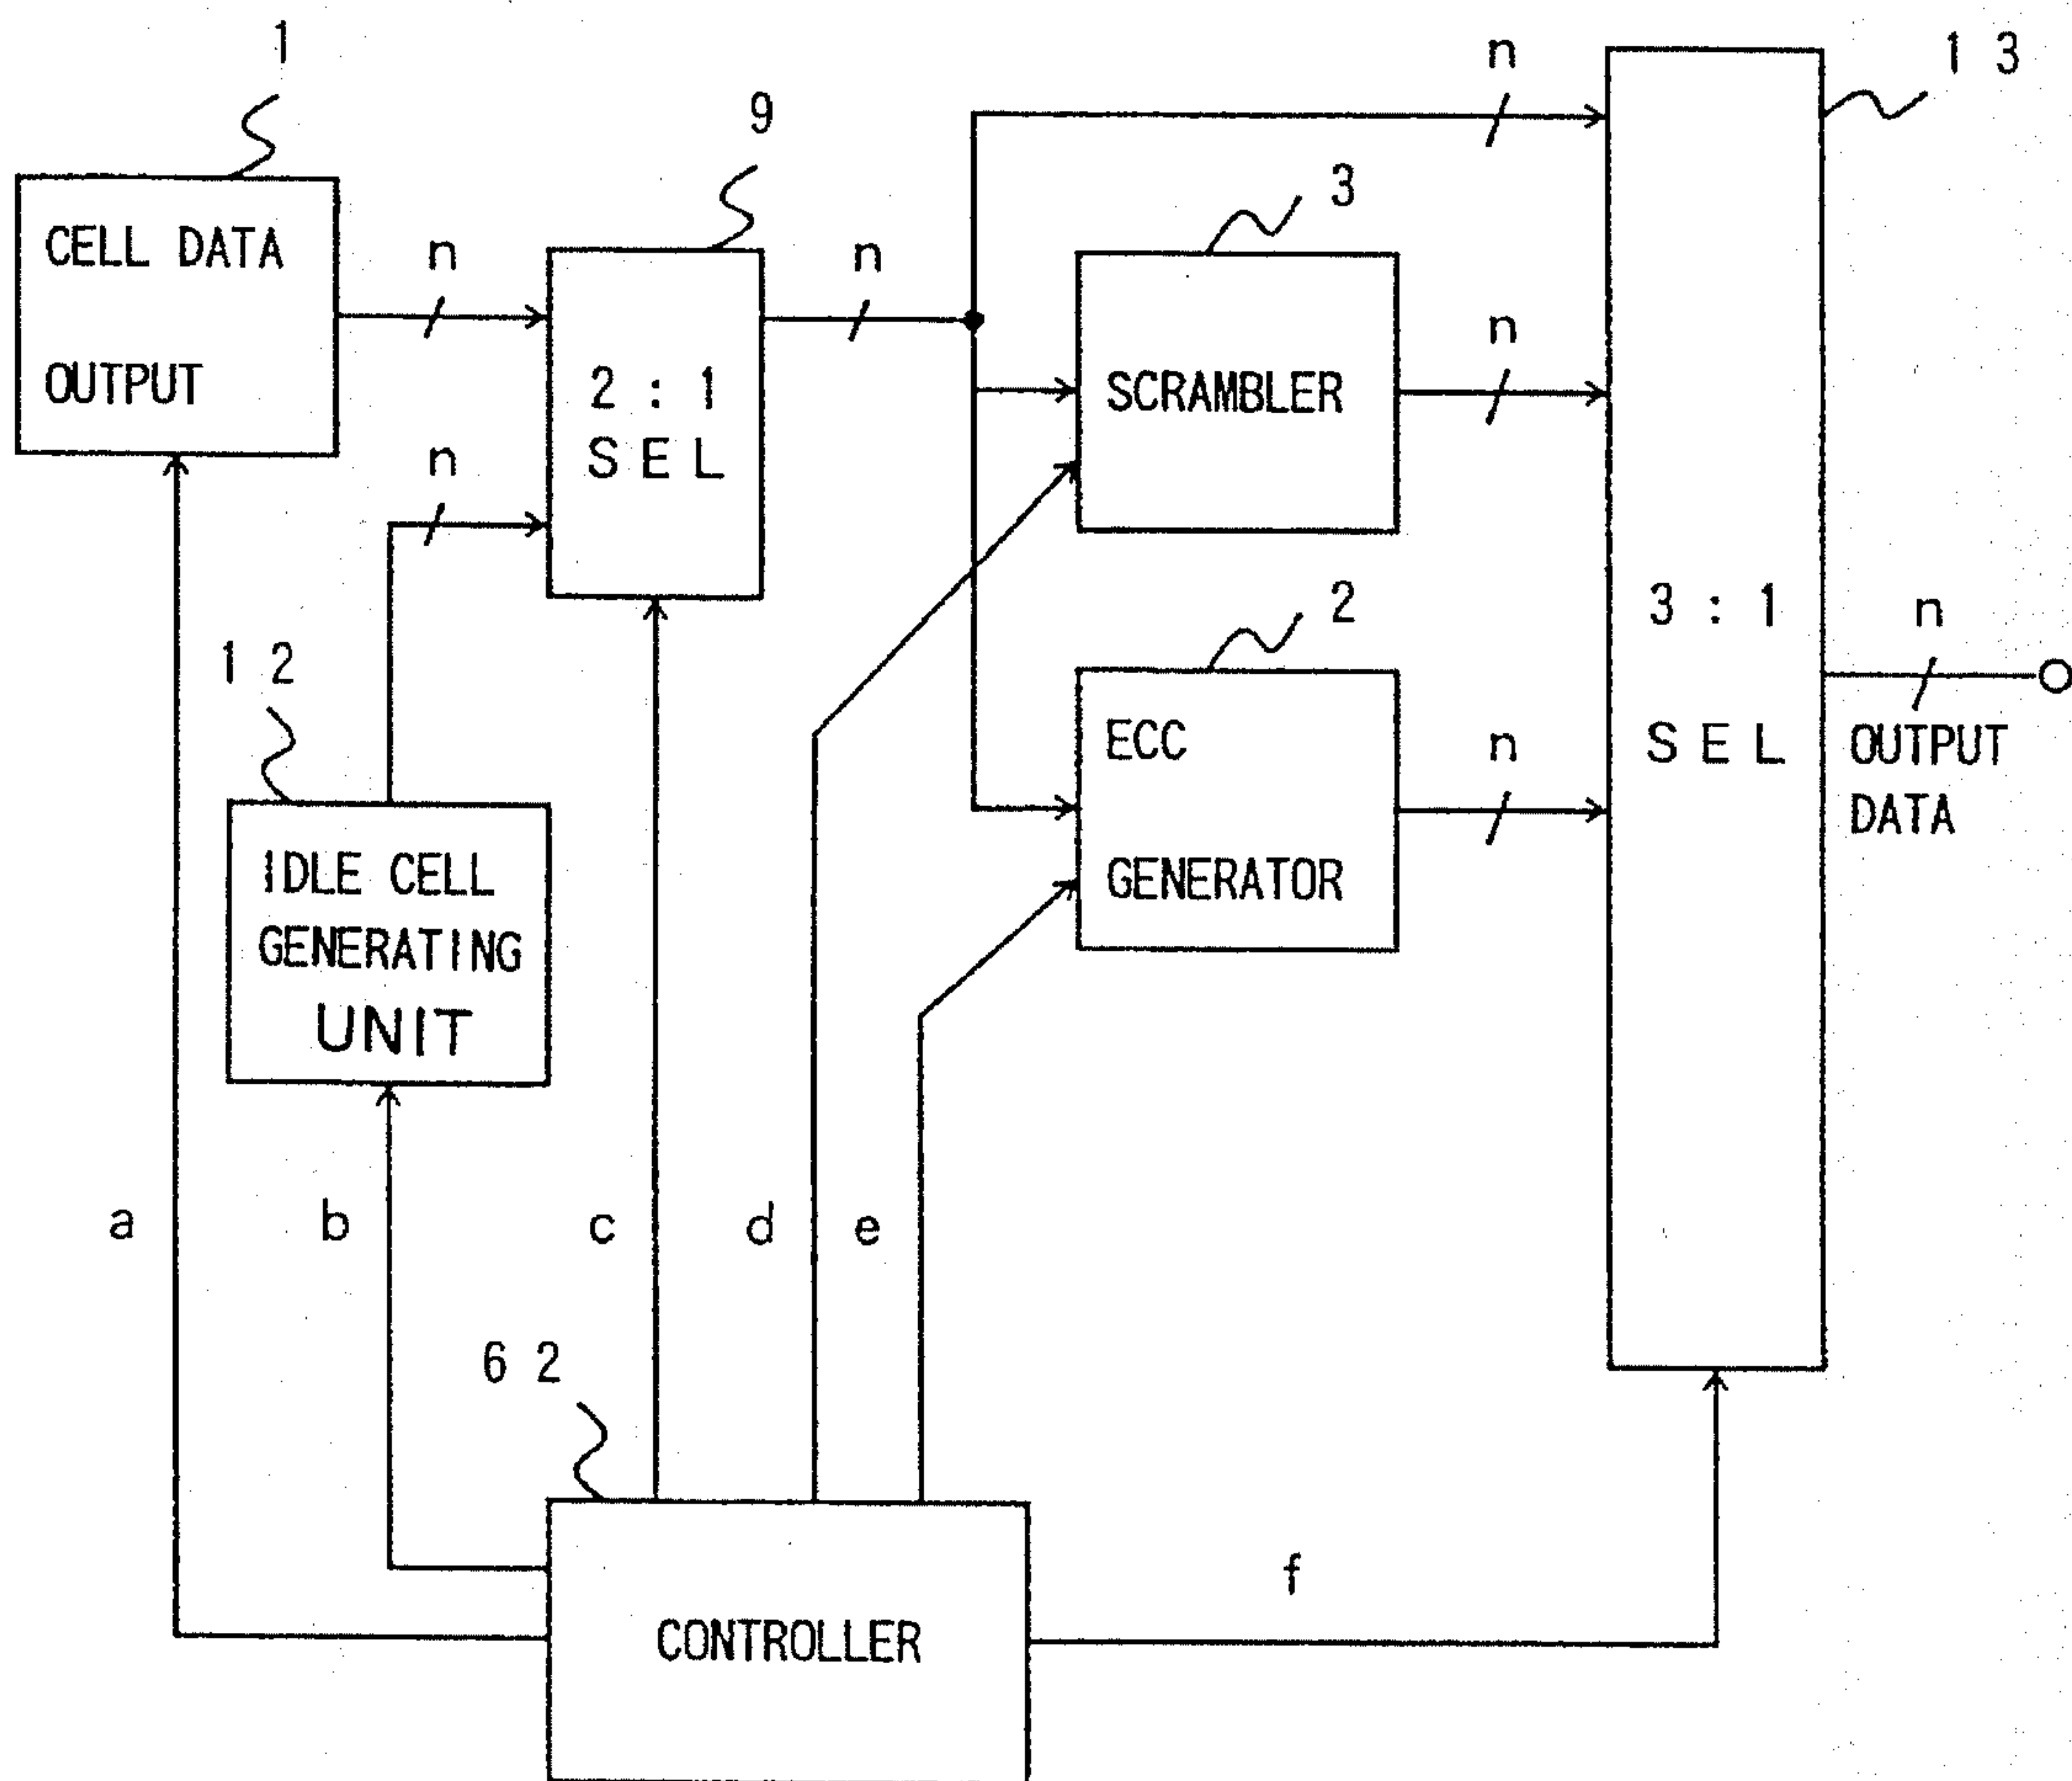 1
1 3
n
9
3
CELL DATA
OUTPUT
n
n
n
2 : 1
S E L
SCRAMBLER
n
2
3 : 1
S E L
n
OUTPUT
DATA
1 2
ECC
GENERATOR
n
IDLE CELL
GENERATING
UNIT
a
b
c
d
e
6 2
f
CONTROLLER